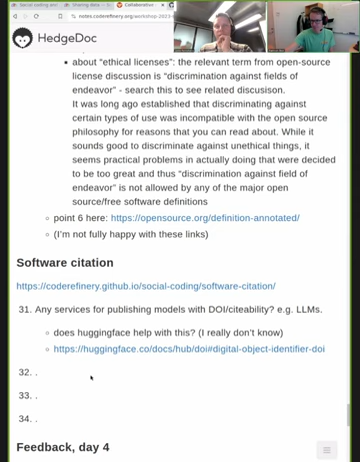 Social coding and
Sharing data
Collaboration
notes.coderefinery.org/workshop-2023
HedgeDoc
about “ethical licenses”: the relevant term from open-source
license discussion is “discrimination against fields of
endeavor” - search this to see related discusison.
It was long ago established that discriminating against
certain types of use was incompatible with the open source
philosophy for reasons that you can read about. While it
sounds good to discriminate against unethical things, it
seems practical problems in actually doing that were decided
to be too great and thus “discrimination against field of
endeavor” is not allowed by any of the major open
source/free software definitions
point 6 here: https://opensource.org/definition-annotated/
(I'm not fully happy with these links)
Software citation
https://coderefinery.github.io/social-coding/software-citation/
31. Any services for publishing models with DOI/citeability? e.g. LLMs.
does huggingface help with this? (I really don't know)
https://huggingface.co/docs/hub/doi#digital-object-identifier-doi
32. .
33. .
34. .
Feedback, day 4